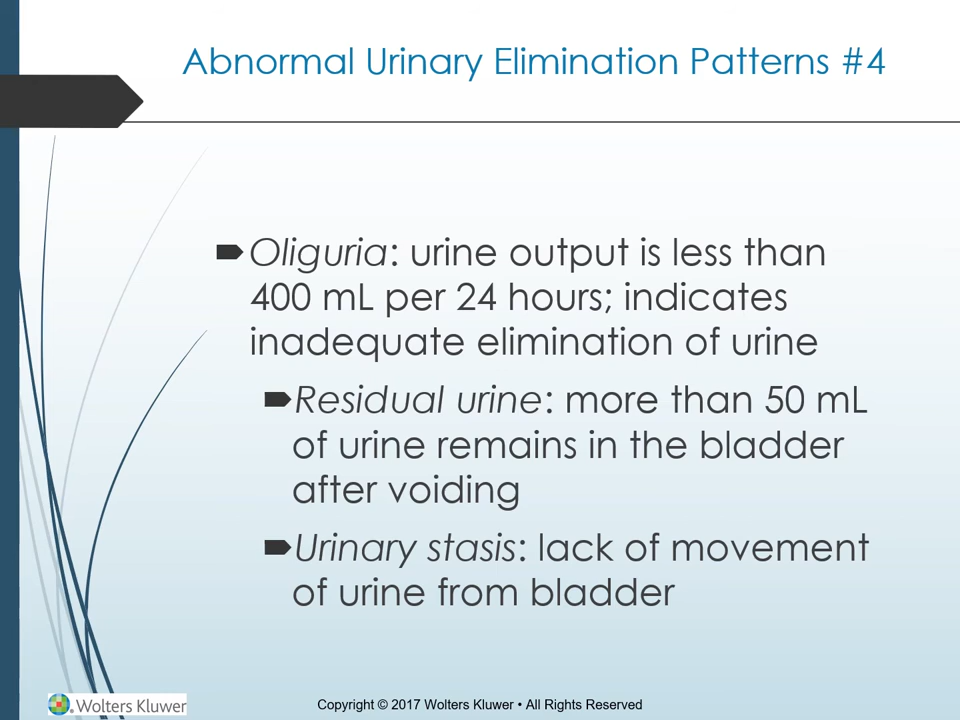 Abnormal Urinary Elimination Patterns #4
Oliguria: urine output is less than
400 mL per 24 hours; indicates
inadequate elimination of urine
Residual urine: more than 50 mL
of urine remains in the bladder
after voiding
Urinary stasis: lack of movement
of urine from bladder
Wolters Kluwer
Copyright © 2017 Wolters Kluwer • All Rights Reserved